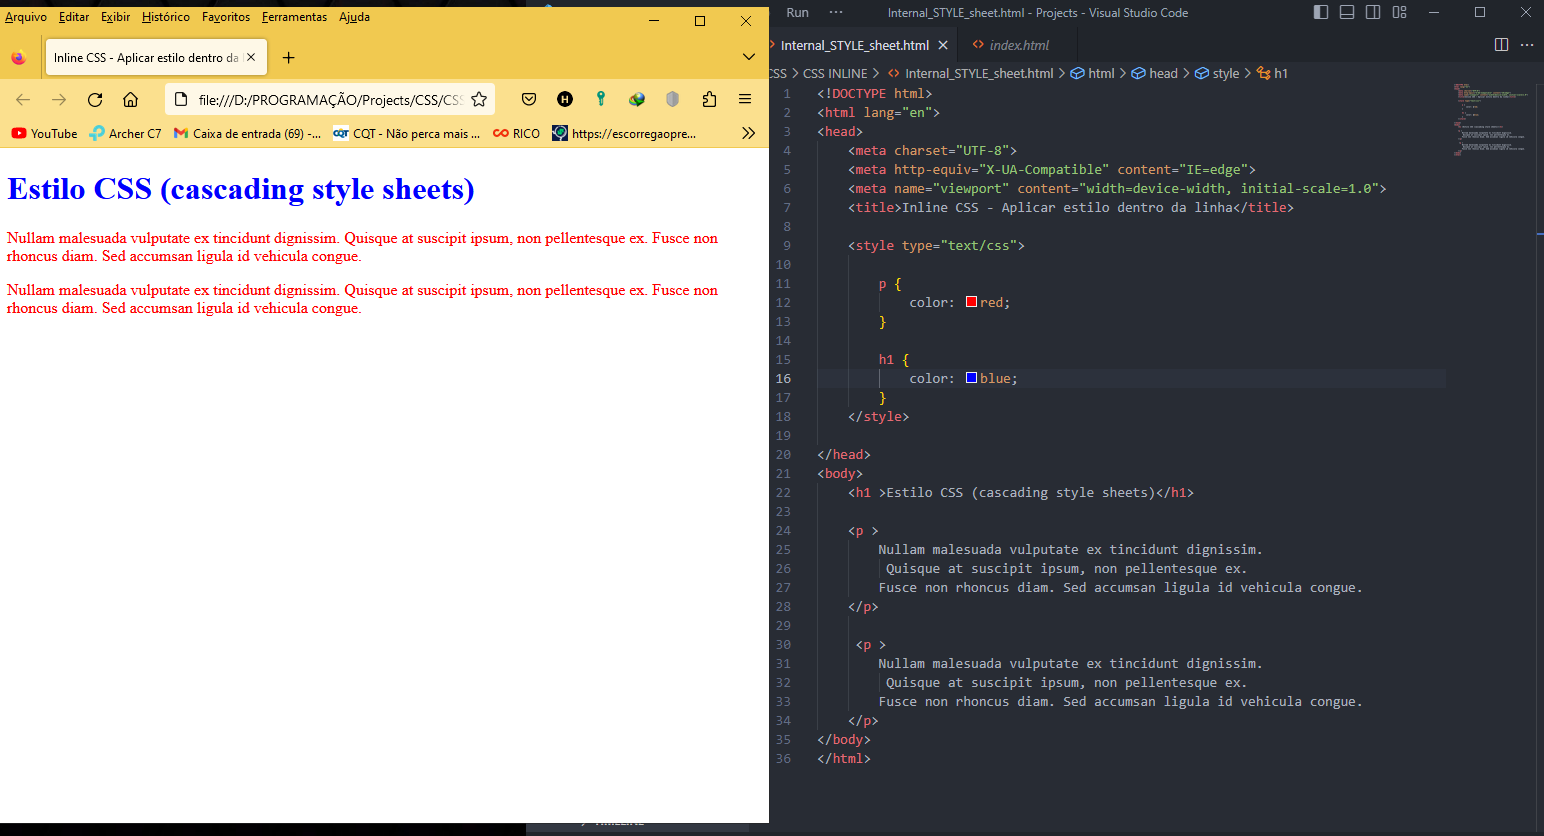 Arquivo Editar Exibir Histórico Favoritos Ferramentas Ajuda
Inline CSS - Aplicar estilo dentro da
file:///D:/PROGRAMAÇÃO/Projects/CSS/CSS
H
YouTube Archer C7 Caixa de entrada (69) -... CQT CQT - Não perca mais ... RICO https://escorregaopre...
Estilo CSS (cascading style sheets)
Nullam malesuada vulputate ex tincidunt dignissim. Quisque at suscipit ipsum, non pellentesque ex. Fusce non
rhoncus diam. Sed accumsan ligula id vehicula congue.
Nullam malesuada vulputate ex tincidunt dignissim. Quisque at suscipit ipsum, non pellentesque ex. Fusce non
rhoncus diam. Sed accumsan ligula id vehicula congue.
Run ··· Internal_STYLE_sheet.html - Projects - Visual Studio Code
Internal_STYLE_sheet.html index.html
CSS > CSS INLINE > Internal_STYLE_sheet.html > html > head > style > h1
1 <!DOCTYPE html>
2 <html lang="en">
3 <head>
4 <meta charset="UTF-8">
5 <meta http-equiv="X-UA-Compatible" content="IE=edge">
6 <meta name="viewport" content="width=device-width, initial-scale=1.0">
7 <title>Inline CSS - Aplicar estilo dentro da linha</title>
8
9 <style type="text/css">
10
11 p {
12 color: red;
13 }
14
15 h1 {
16 color: blue;
17 }
18 </style>
19
20 </head>
21 <body>
22 <h1 >Estilo CSS (cascading style sheets)</h1>
23
24 <p >
25 Nullam malesuada vulputate ex tincidunt dignissim.
26 Quisque at suscipit ipsum, non pellentesque ex.
27 Fusce non rhoncus diam. Sed accumsan ligula id vehicula congue.
28 </p>
29
30 <p >
31 Nullam malesuada vulputate ex tincidunt dignissim.
32 Quisque at suscipit ipsum, non pellentesque ex.
33 Fusce non rhoncus diam. Sed accumsan ligula id vehicula congue.
34 </p>
35 </body>
36 </html>